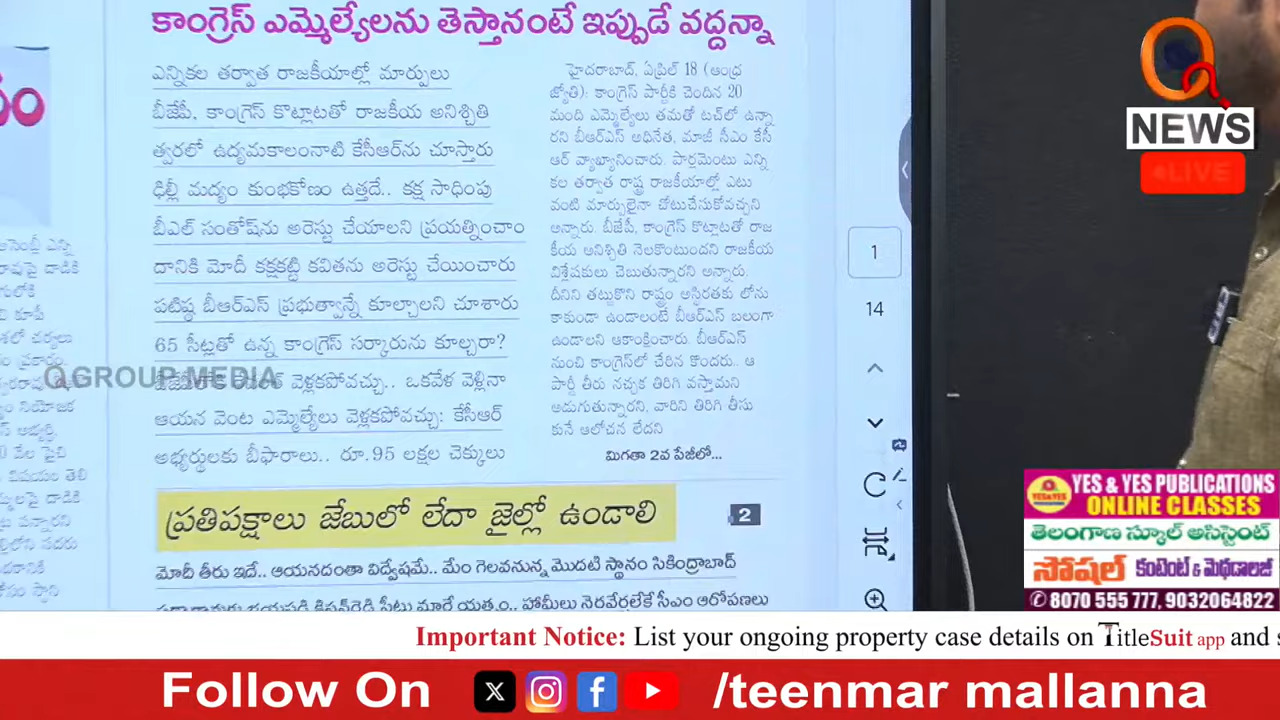 కాంగ్రెస్ ఎమ్మెల్యేలను తెస్తానంటే ఇప్పుడే వద్దన్నా
ఎన్నికల తర్వాత రాజకీయాల్లో మార్పులు
బీజేపీ, కాంగ్రెస్ కొట్లాటతో రాజకీయ అనిశ్చితి
త్వరలో ఉద్యమకాలంనాటి కేసీఆర్‌ను చూస్తారు
ఢిల్లీ మద్యం కుంభకోణం ఉత్తదే.. కక్ష సాధింపు
బీఎల్ సంతోష్‌ను అరెస్టు చేయాలని ప్రయత్నించాం
దానికి మోదీ కక్షకట్టి కవితను అరెస్టు చేయించారు
పటిష్ఠ బీఆర్ఎస్ ప్రభుత్వాన్నే కూల్చాలని చూశారు
65 సీట్లతో ఉన్న కాంగ్రెస్ సర్కారును కూల్చరా?
వెళ్లకపోవచ్చు.. ఒకవేళ వెళ్లినా
ఆయన వెంట ఎమ్మెల్యేలు వెళ్లకపోవచ్చు: కేసీఆర్
అభ్యర్థులకు బీఫారాలు.. రూ.95 లక్షల చెక్కులు
హైదరాబాద్, ఏప్రిల్ 18 (ఆంధ్ర
జ్యోతి): కాంగ్రెస్ పార్టీకి చెందిన 20
మంది ఎమ్మెల్యేలు తమతో టచ్‌లో ఉన్నా
రని బీఆర్ఎస్ అధినేత, మాజీ సీఎం కేసీ
ఆర్ వ్యాఖ్యానించారు. పార్లమెంటు ఎన్ని
కల తర్వాత రాష్ట్ర రాజకీయాల్లో ఎటు
వంటి మార్పులైనా చోటుచేసుకోవచ్చని
అన్నారు. బీజేపీ, కాంగ్రెస్ కొట్లాటతో రాజ
కీయ అనిశ్చితి నెలకొంటుందని రాజకీయ
విశ్లేషకులు చెబుతున్నారని అన్నారు.
దీనిని తట్టుకొని రాష్ట్రం అస్థిరతకు లోను
కాకుండా ఉండాలంటే బీఆర్ఎస్ బలంగా
ఉండాలని ఆకాంక్షించారు. బీఆర్ఎస్
నుంచి కాంగ్రెస్‌లో చేరిన కొందరు.. ఆ
పార్టీ తీరు నచ్చక తిరిగి వస్తామని
అడుగుతున్నారని, వారిని తిరిగి తీసు
కునే ఆలోచన లేదని
మిగతా 2వ పేజీలో...
ప్రతిపక్షాలు జేబులో లేదా జైల్లో ఉండాలి
2
మోదీ తీరు ఇదే.. ఆయనదంతా విద్వేషమే.. మేం గెలవనున్న మొదటి స్థానం సికింద్రాబాద్
1
14
Q GROUP MEDIA
Q
NEWS
LIVE
YES & YES PUBLICATIONS
ONLINE CLASSES
తెలంగాణ స్కూల్ అసిస్టెంట్
సోషల్ కంటెంట్ & మెథడాలజీ
8070 555 777, 9032064822
Important Notice: List your ongoing property case details on TitleSuit app and s
Follow On X f /teenmar mallanna